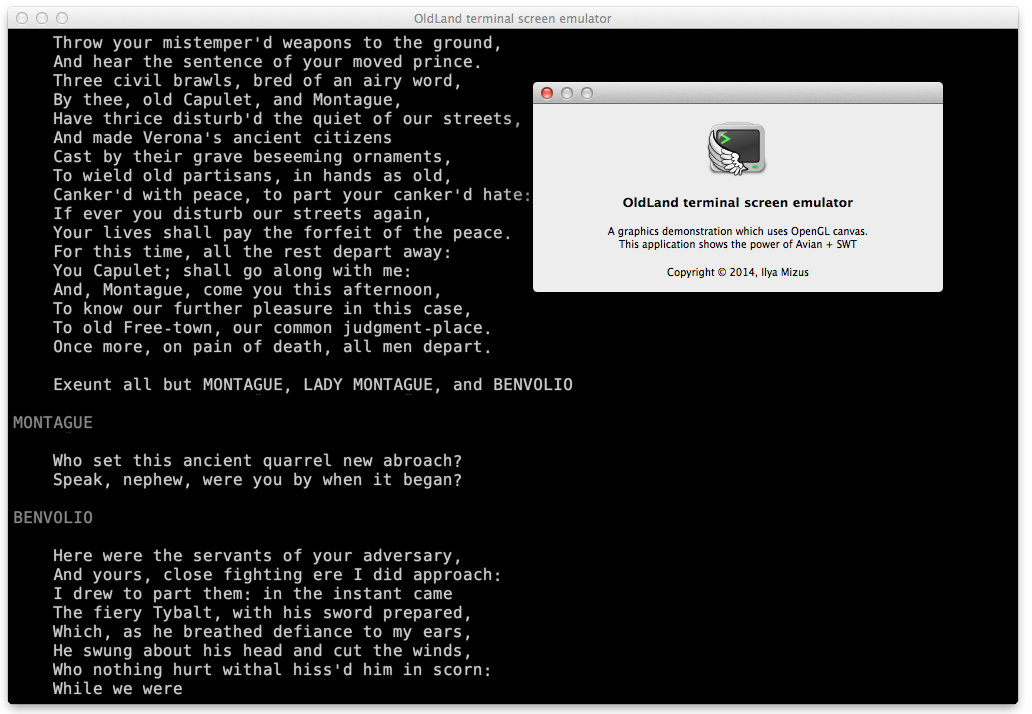 OldLand terminal screen emulator
Throw your mistemper'd weapons to the ground,
And hear the sentence of your moved prince.
Three civil brawls, bred of an airy word,
By thee, old Capulet, and Montague,
Have thrice disturb'd the quiet of our streets,
And made Verona's ancient citizens
Cast by their grave beseeming ornaments,
To wield old partisans, in hands as old,
Canker'd with peace, to part your canker'd hate:
If ever you disturb our streets again,
Your lives shall pay the forfeit of the peace.
For this time, all the rest depart away:
You Capulet; shall go along with me:
And, Montague, come you this afternoon,
To know our further pleasure in this case,
To old Free-town, our common judgment-place.
Once more, on pain of death, all men depart.
Exeunt all but MONTAGUE, LADY MONTAGUE, and BENVOLIO
MONTAGUE
Who set this ancient quarrel new abroach?
Speak, nephew, were you by when it began?
BENVOLIO
Here were the servants of your adversary,
And yours, close fighting ere I did approach:
I drew to part them: in the instant came
The fiery Tybalt, with his sword prepared,
Which, as he breathed defiance to my ears,
He swung about his head and cut the winds,
Who nothing hurt withal hiss'd him in scorn:
While we were
OldLand terminal screen emulator
A graphics demonstration which uses OpenGL canvas.
This application shows the power of Avian + SWT
Copyright © 2014, Ilya Mizus